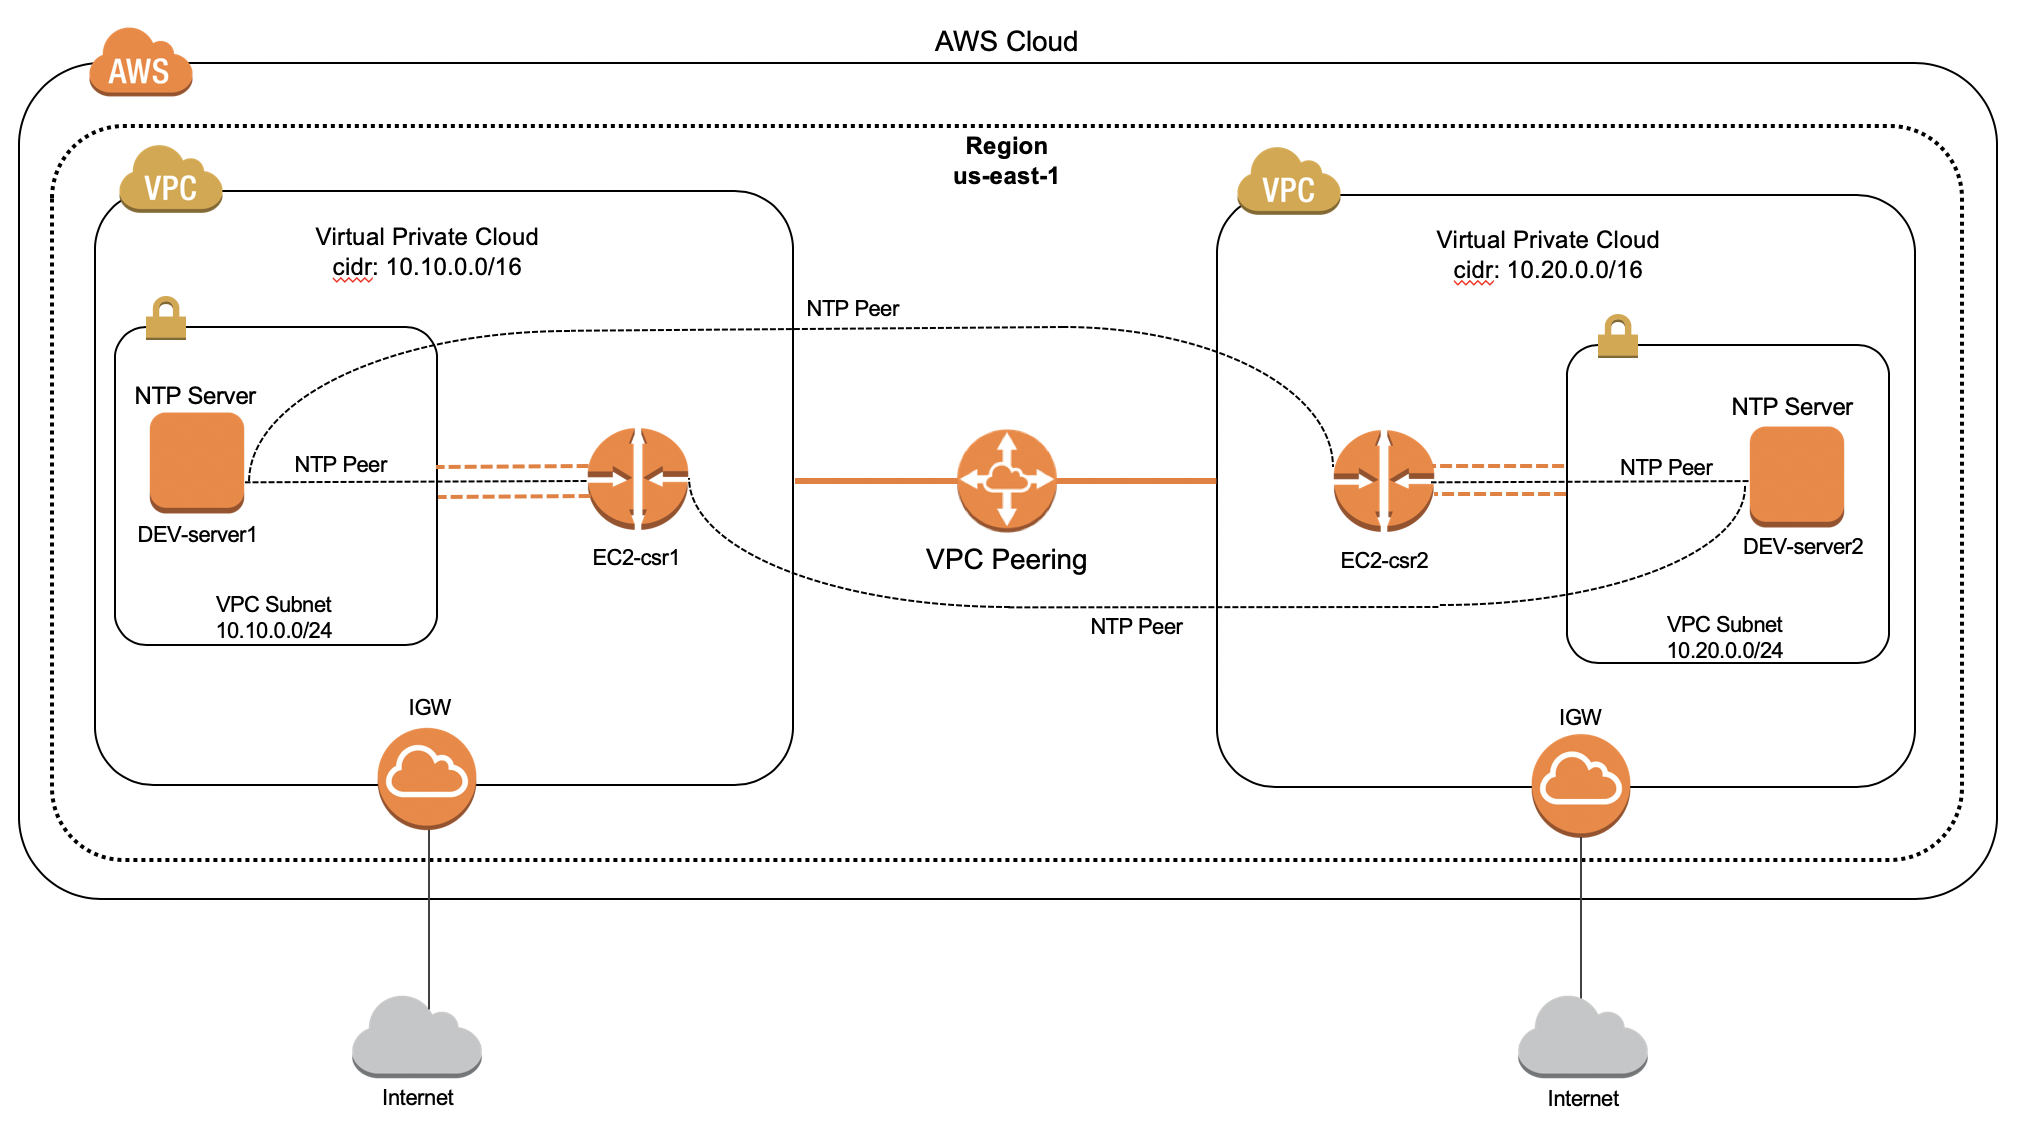 AWS Cloud
AWS
Region
us-east-1
VPC
Virtual Private Cloud
cidr: 10.10.0.0/16
NTP Server
NTP Peer
DEV-server1
VPC Subnet
10.10.0.0/24
EC2-csr1
IGW
Internet
NTP Peer
VPC Peering
NTP Peer
VPC
Virtual Private Cloud
cidr: 10.20.0.0/16
EC2-csr2
NTP Server
NTP Peer
DEV-server2
VPC Subnet
10.20.0.0/24
IGW
Internet